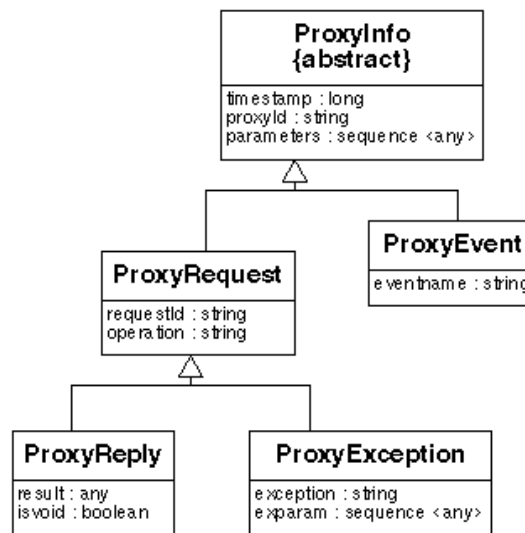 ProxyInfo
{abstract}
timestamp : long
proxyId : string
parameters : sequence <any>
ProxyRequest
requestId : string
operation : string
ProxyEvent
eventname : string
ProxyReply
result : any
isvoid : boolean
ProxyException
exception : string
exparam : sequence <any>